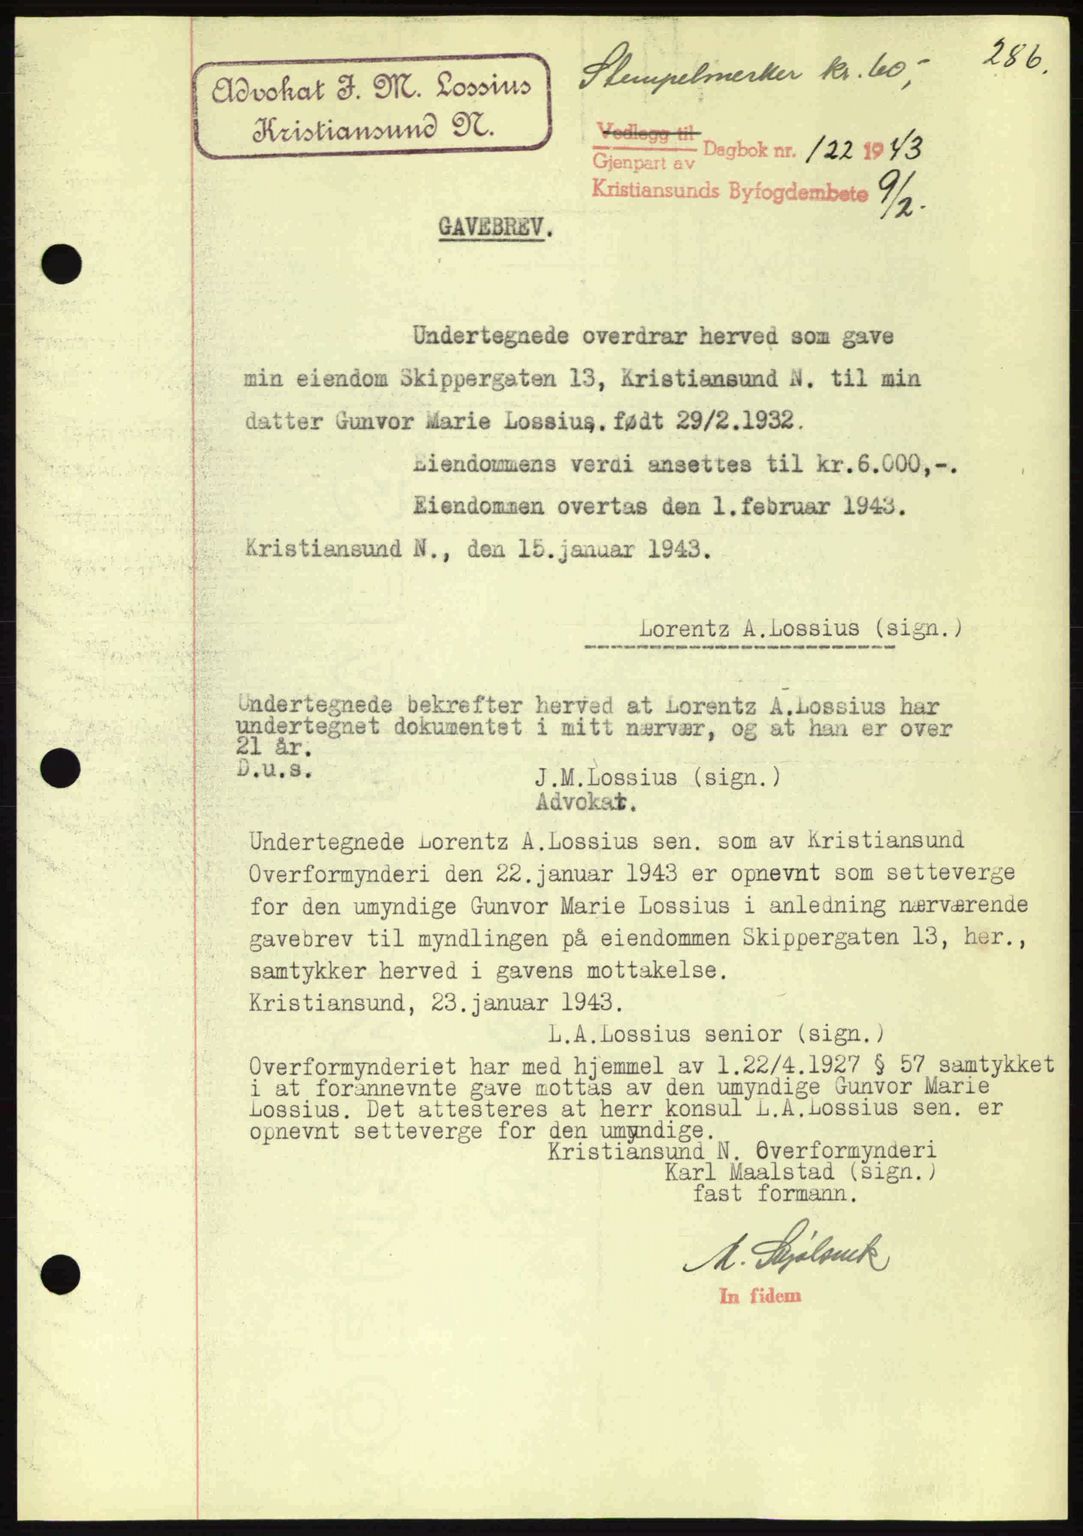 286.
Stempelmerker kr. 60,-
Advokat J. M. Lossius
Kristiansund N.
Vedlegg til
Gjenpart av Dagbok nr. 122 1943
Kristiansunds Byfogdembete 9/2.
GAVEBREV.
Undertegnede overdrar herved som gave
min eiendom Skippergaten 13, Kristiansund N. til min
datter Gunvor Marie Lossius. født 29/2.1932.
Eiendommens verdi ansettes til kr.6.000,-.
Eiendommen overtas den 1.februar 1943.
Kristiansund N., den 15.januar 1943.
Lorentz A.Lossius (sign.)
Undertegnede bekrefter herved at Lorentz A.Lossius har
undertegnet dokumentet i mitt nærvær, og at han er over
21 år.
D.u.s.
J.M.Lossius (sign.)
Advokat.
Undertegnede Lorentz A.Lossius sen. som av Kristiansund
Overformynderi den 22.januar 1943 er opnevnt som setteverge
for den umyndige Gunvor Marie Lossius i anledning nærværende
gavebrev til myndlingen på eiendommen Skippergaten 13, her.,
samtykker herved i gavens mottakelse.
Kristiansund, 23.januar 1943.
L.A.Lossius senior (sign.)
Overformynderiet har med hjemmel av l.22/4.1927 § 57 samtykket
i at forannevnte gave mottas av den umyndige Gunvor Marie
Lossius. Det attesteres at herr konsul L.A.Lossius sen. er
opnevnt setteverge for den umyndige.
Kristiansund N. Overformynderi
Karl Maalstad (sign.)
fast formann.
In fidem